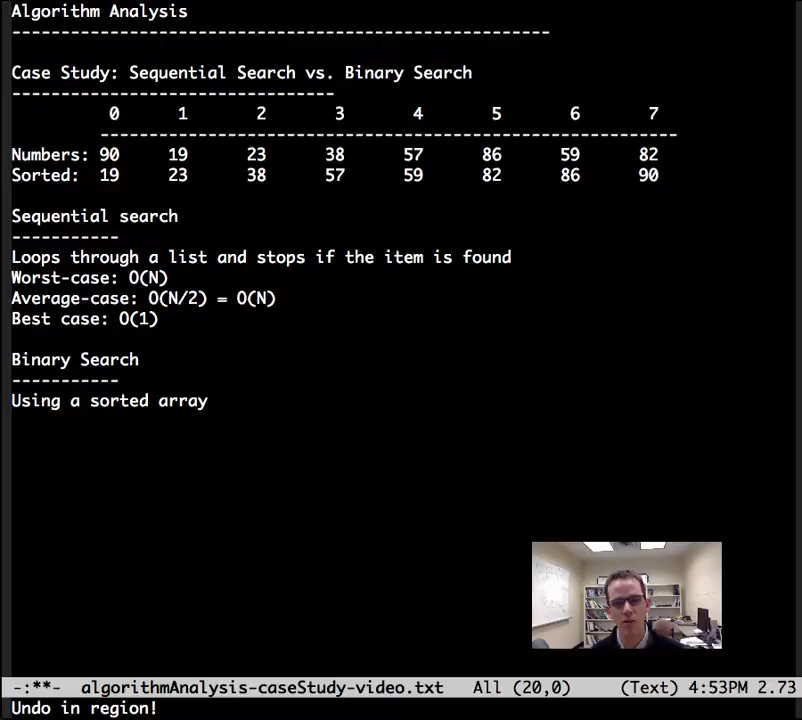 Algorithm Analysis
-------------------------------------------------------
Case Study: Sequential Search vs. Binary Search
---------------------------------
0 1 2 3 4 5 6 7
-----------------------------------------------------------
Numbers: 90 19 23 38 57 86 59 82
Sorted: 19 23 38 57 59 82 86 90
Sequential search
-----------
Loops through a list and stops if the item is found
Worst-case: O(N)
Average-case: O(N/2) = O(N)
Best case: O(1)
Binary Search
-----------
Using a sorted array
-:**- algorithmAnalysis-caseStudy-video.txt All (20,0) (Text) 4:53PM 2.73
Undo in region!